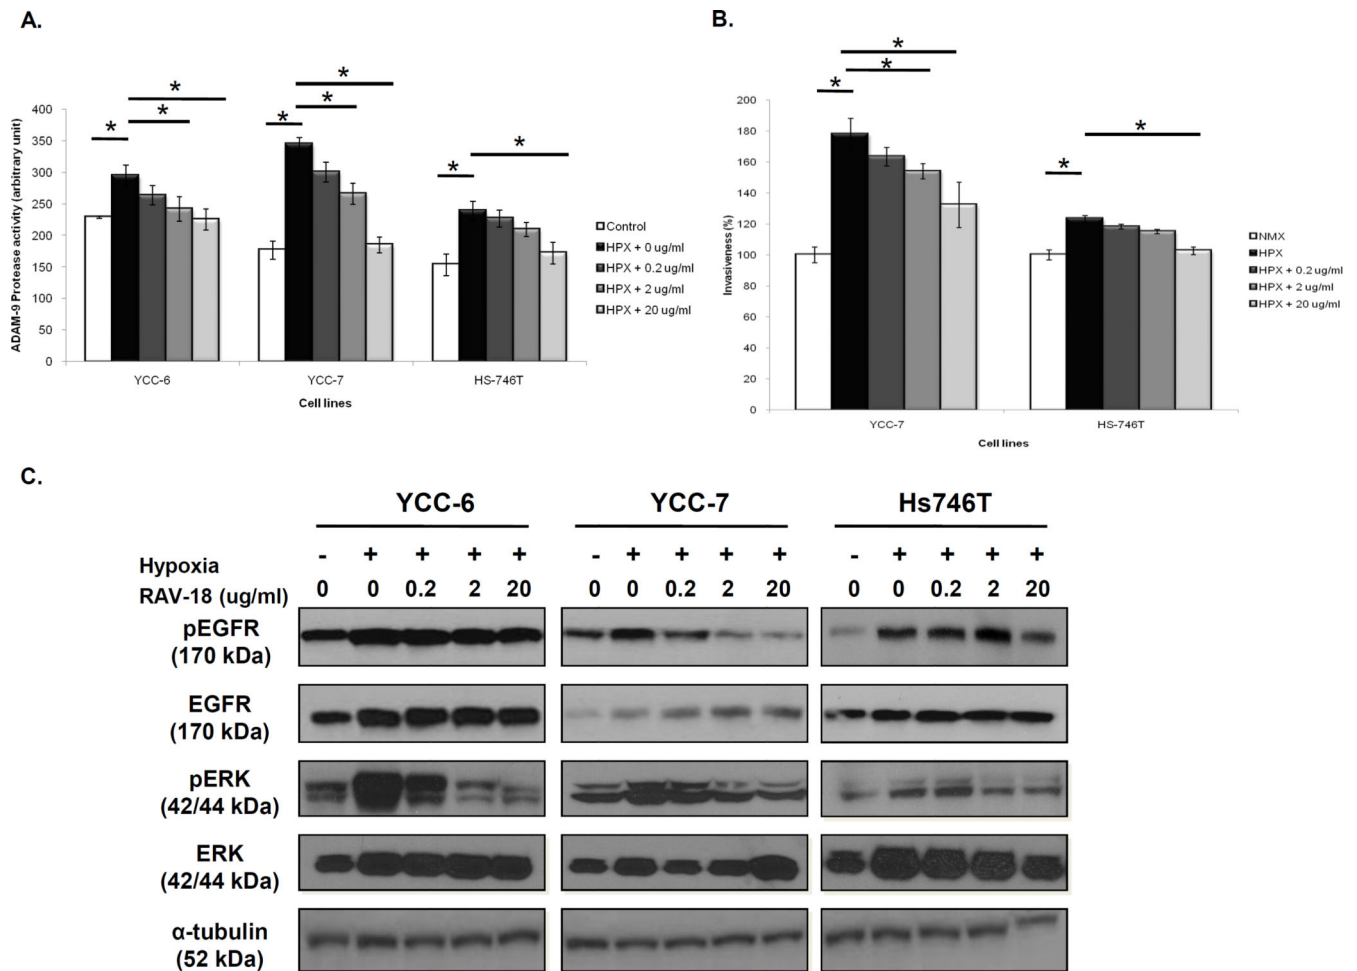 A.
*
*
*
*
*
*
*
*
400
350
300
250
200
150
100
50
0
ADAM-9 Protease activity (arbitrary unit)
YCC-6 YCC-7 HS-746T
Cell lines
Control
HPX + 0 ug/ml
HPX + 0.2 ug/ml
HPX + 2 ug/ml
HPX + 20 ug/ml
B.
*
*
*
*
*
200
180
160
140
120
100
80
60
40
20
0
Invasiveness (%)
YCC-7 HS-746T
Cell lines
NMX
HPX
HPX + 0.2 ug/ml
HPX + 2 ug/ml
HPX + 20 ug/ml
C.
YCC-6 YCC-7 Hs746T
Hypoxia - + + + + - + + + + - + + + +
RAV-18 (ug/ml) 0 0 0.2 2 20 0 0 0.2 2 20 0 0 0.2 2 20
pEGFR
(170 kDa)
EGFR
(170 kDa)
pERK
(42/44 kDa)
ERK
(42/44 kDa)
α-tubulin
(52 kDa)